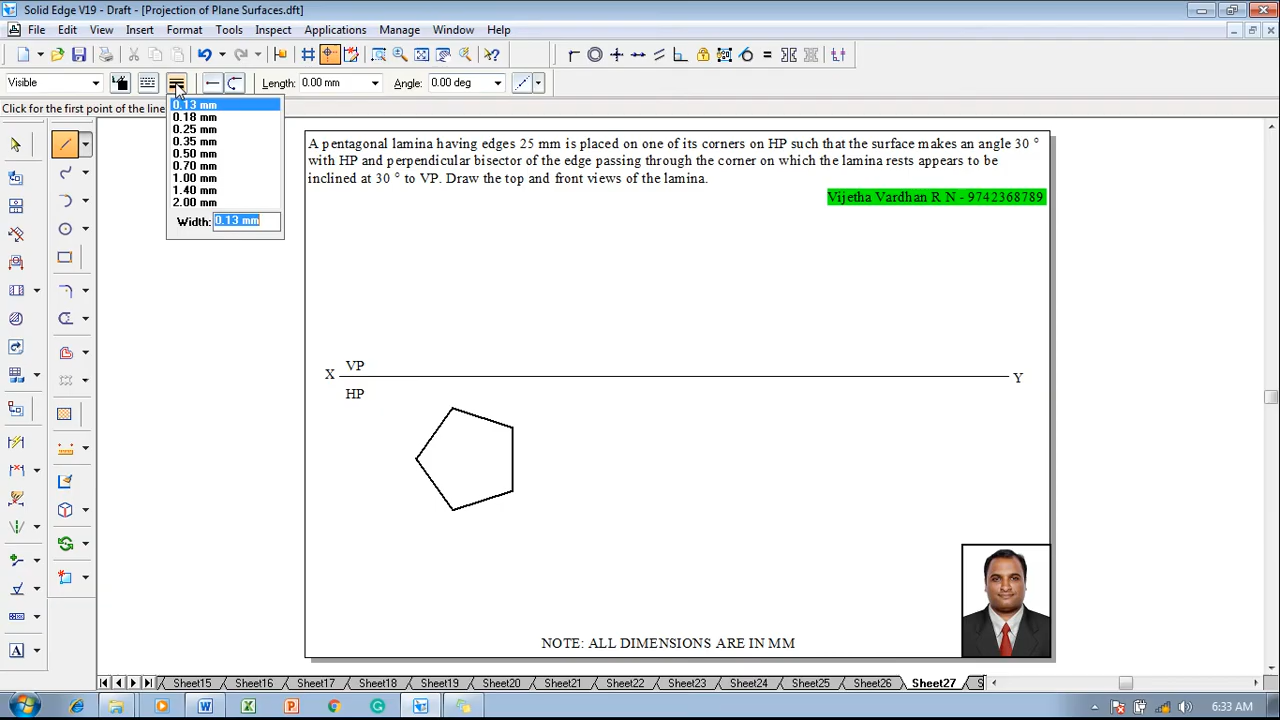 Solid Edge V19 - Draft - [Projection of Plane Surfaces.dft]
File Edit View Insert Format Tools Inspect Applications Manage Window Help
Visible
Length: 0.00 mm
Angle: 0.00 deg
Click for the first point of the line
0.13 mm
0.18 mm
0.25 mm
0.35 mm
0.50 mm
0.70 mm
1.00 mm
1.40 mm
2.00 mm
Width: 0.13 mm
A pentagonal lamina having edges 25 mm is placed on one of its corners on HP such that the surface makes an angle 30 °
with HP and perpendicular bisector of the edge passing through the corner on which the lamina rests appears to be
inclined at 30 ° to VP. Draw the top and front views of the lamina.
Vijetha Vardhan R N - 9742368789
VP
X
Y
HP
NOTE: ALL DIMENSIONS ARE IN MM
Sheet15 Sheet16 Sheet17 Sheet18 Sheet19 Sheet20 Sheet21 Sheet22 Sheet23 Sheet24 Sheet25 Sheet26 Sheet27 S
6:33 AM